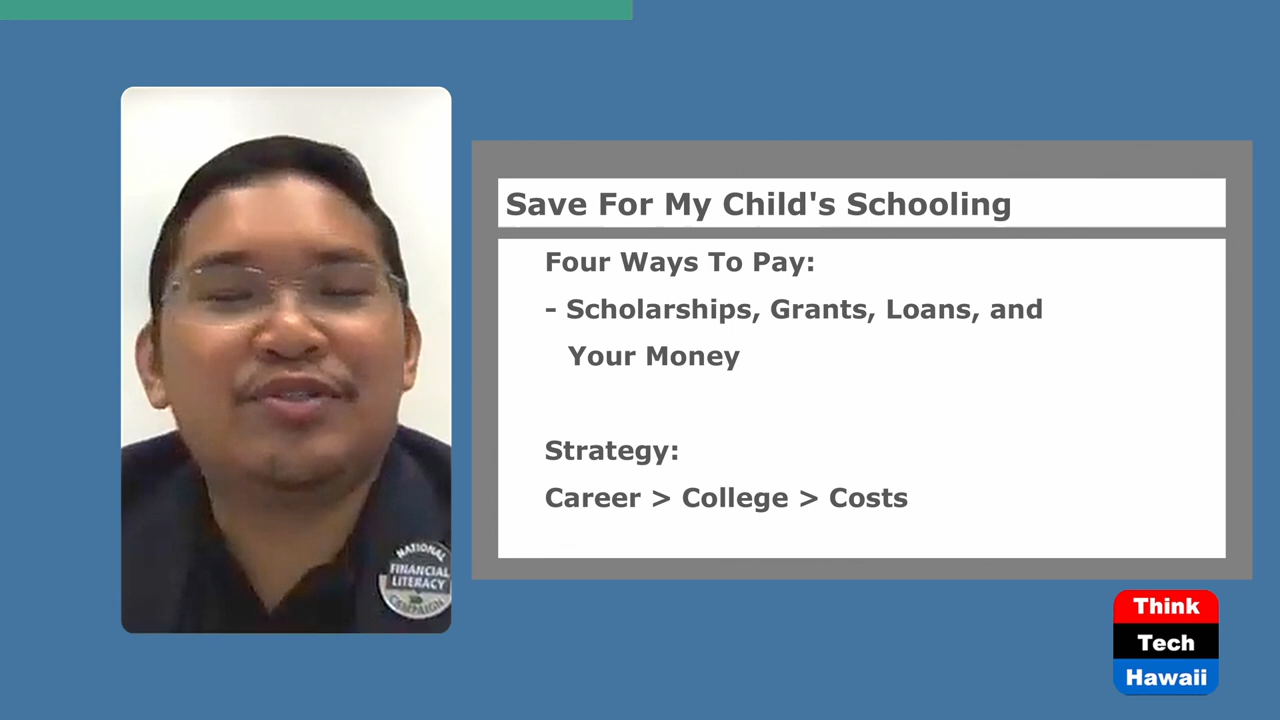 Save For My Child's Schooling
Four Ways To Pay:
- Scholarships, Grants, Loans, and
Your Money
Strategy:
Career > College > Costs
NATIONAL
FINANCIAL
LITERACY
CAMPAIGN
Think
Tech
Hawaii